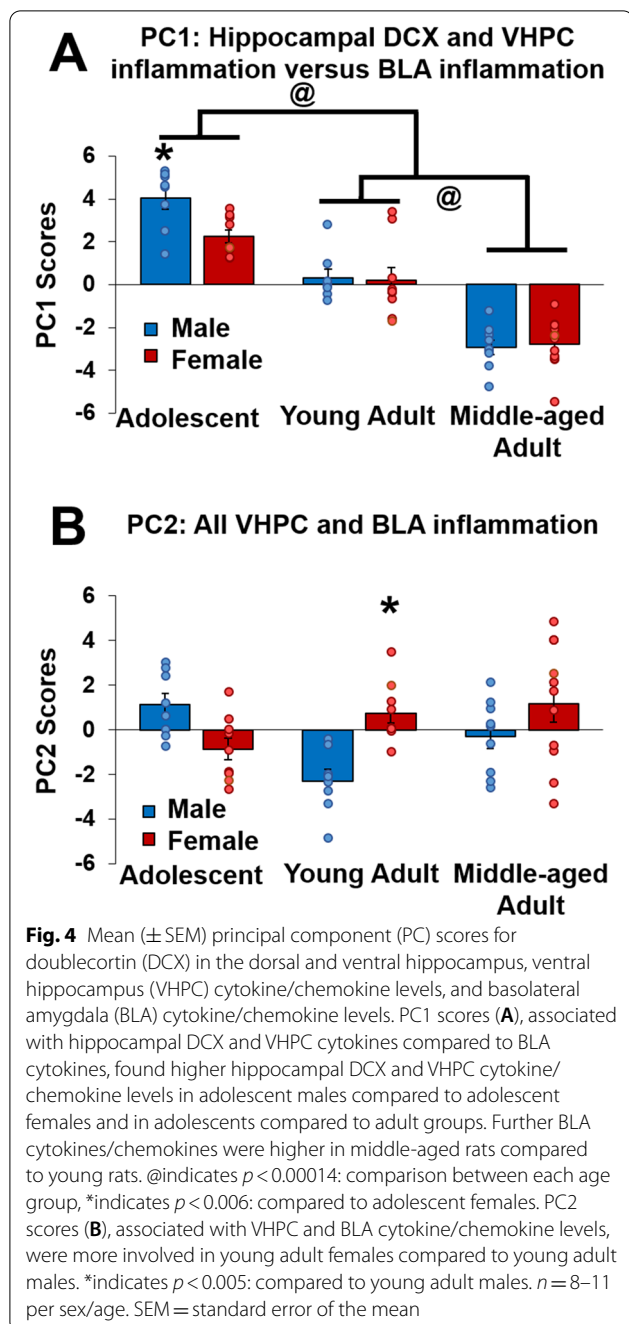 A
PC1: Hippocampal DCX and VHPC
inflammation versus BLA inflammation
@
*
@
6
4
2
0
-2
-4
-6
PC1 Scores
Male
Female
Adolescent
Young Adult
Middle-aged
Adult
B
PC2: All VHPC and BLA inflammation
*
6
4
2
0
-2
-4
-6
PC2 Scores
Male
Female
Adolescent
Young Adult
Middle-aged
Adult
Fig. 4 Mean (± SEM) principal component (PC) scores for
doublecortin (DCX) in the dorsal and ventral hippocampus, ventral
hippocampus (VHPC) cytokine/chemokine levels, and basolateral
amygdala (BLA) cytokine/chemokine levels. PC1 scores (A), associated
with hippocampal DCX and VHPC cytokines compared to BLA
cytokines, found higher hippocampal DCX and VHPC cytokine/
chemokine levels in adolescent males compared to adolescent
females and in adolescents compared to adult groups. Further BLA
cytokines/chemokines were higher in middle-aged rats compared
to young rats. @indicates p < 0.00014: comparison between each age
group, *indicates p < 0.006: compared to adolescent females. PC2
scores (B), associated with VHPC and BLA cytokine/chemokine levels,
were more involved in young adult females compared to young adult
males. *indicates p < 0.005: compared to young adult males. n = 8–11
per sex/age. SEM = standard error of the mean